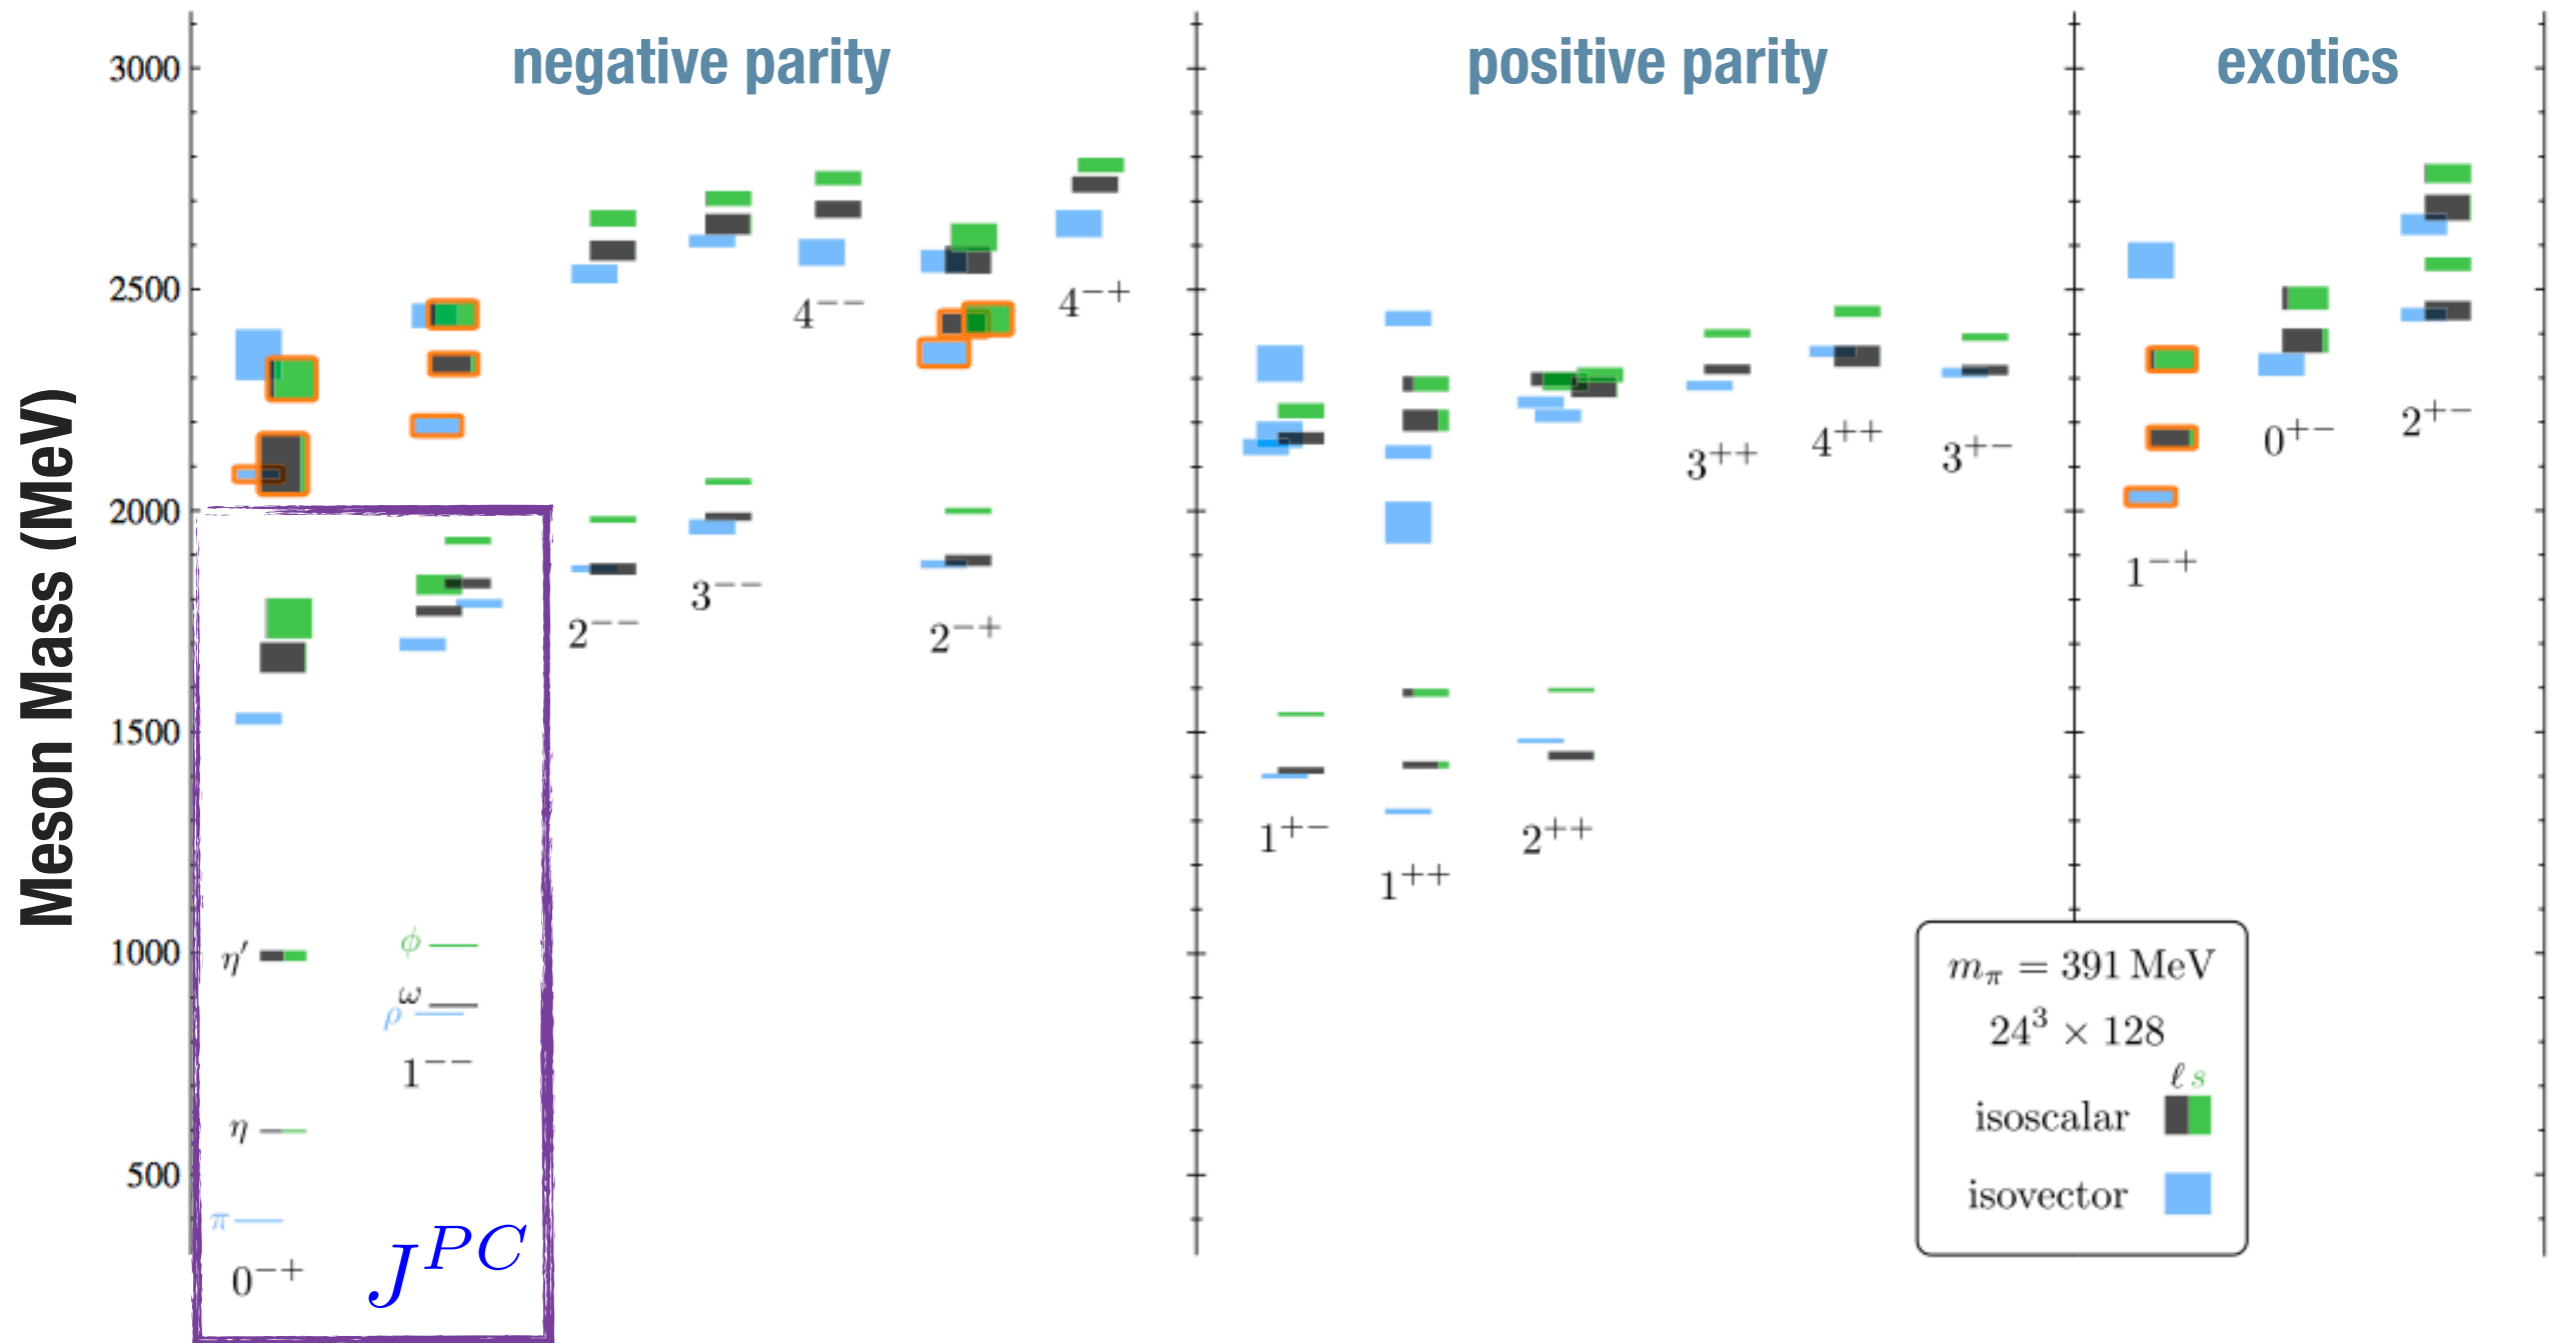 negative parity
positive parity
exotics
Meson Mass (MeV)
3000
2500
2000
1500
1000
500
4⁻⁻
4⁻⁺
2⁻⁻
3⁻⁻
2⁻⁺
η′
ϕ
ω
ρ
1⁻⁻
η
π
0⁻⁺
J^{PC}
3⁺⁺
4⁺⁺
3⁺⁻
1⁺⁻
1⁺⁺
2⁺⁺
0⁺⁻
2⁺⁻
1⁻⁺
m_π = 391 MeV
24³ × 128
ℓ s
isoscalar
isovector